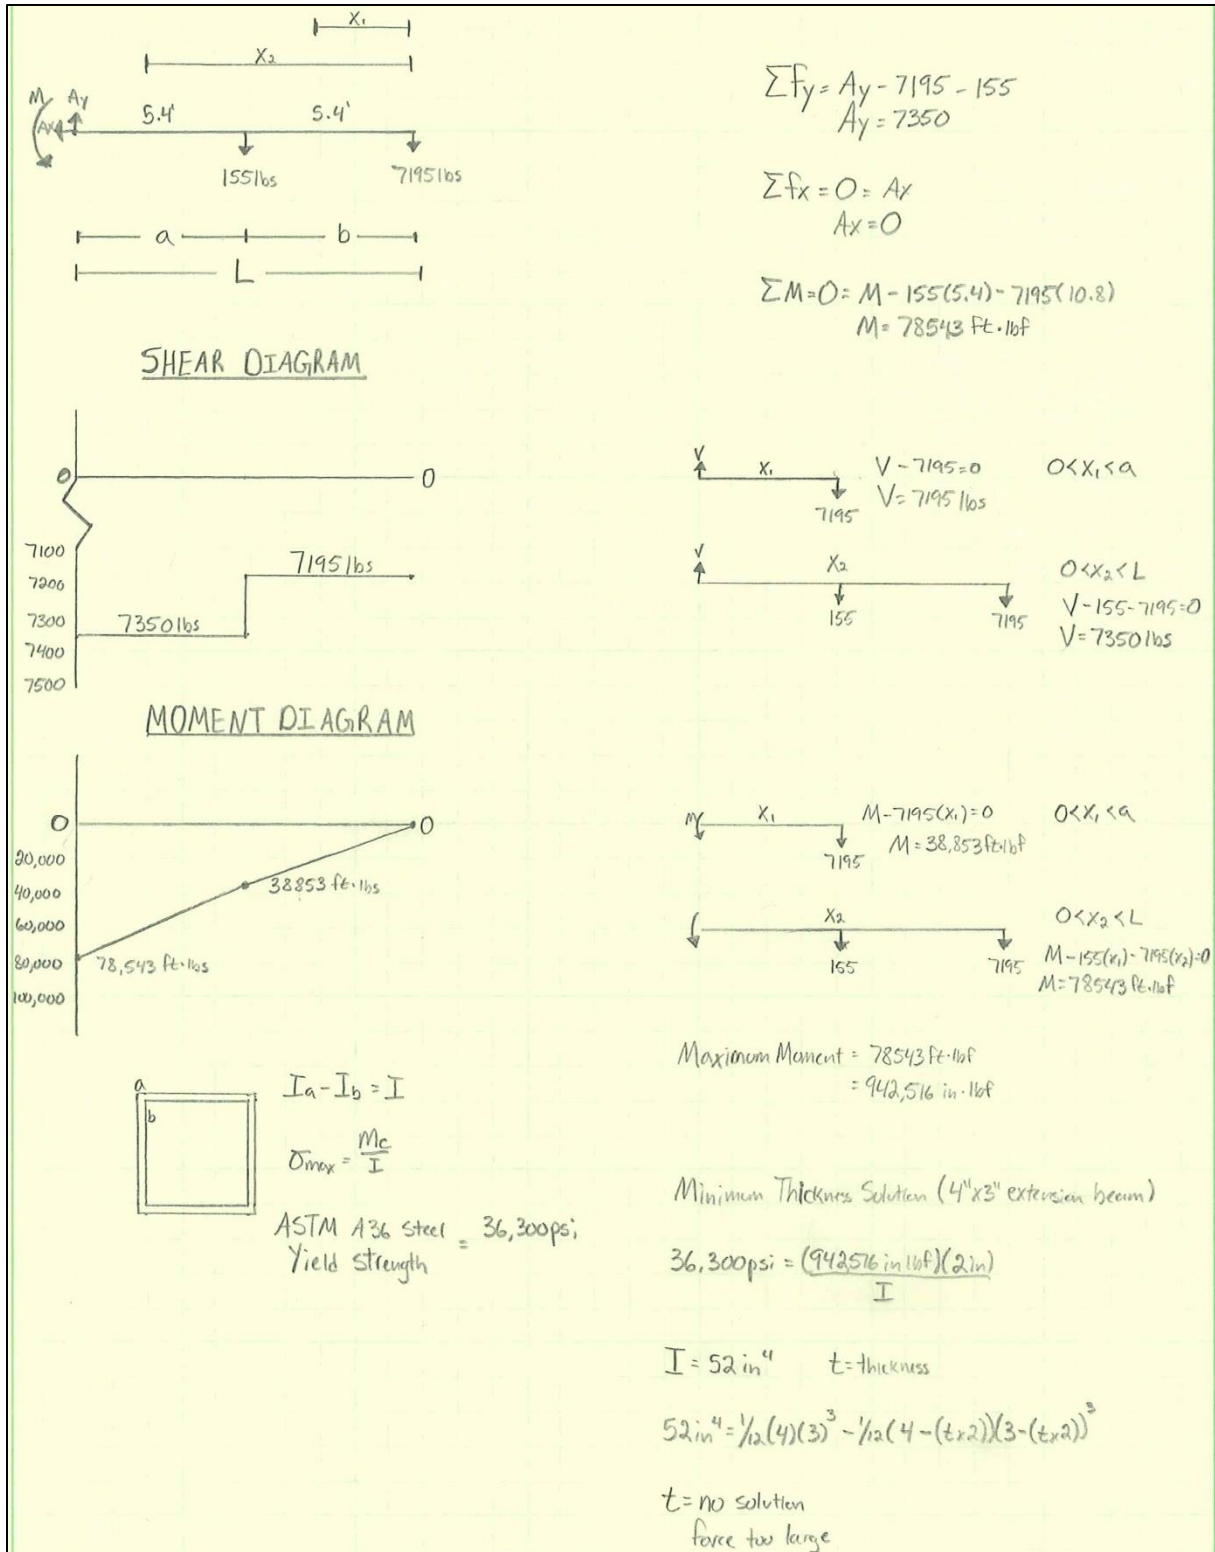 X₁
X₂
M Ay
Ax
5.4' 5.4'
155lbs 7195lbs
a b
L
ΣFy = Ay - 7195 - 155
Ay = 7350
Σfx = O = Ax
Ax = O
ΣM = O = M - 155(5.4) - 7195(10.8)
M = 78543 ft·lbf
SHEAR DIAGRAM
0 0
7100
7200
7300
7400
7500
7195 lbs
7350 lbs
V
X₁
7195
V - 7195 = 0
V = 7195 lbs
0 < X₁ < a
V
X₂
155
7195
0 < X₂ < L
V - 155 - 7195 = 0
V = 7350 lbs
MOMENT DIAGRAM
0 0
20,000
40,000
60,000
80,000
100,000
38853 ft·lbs
78,543 ft·lbs
M
X₁
7195
M - 7195(X₁) = 0
M = 38,853 ft·lbf
0 < X₁ < a
X₂
155
7195
0 < X₂ < L
M - 155(x₁) - 7195(x₂) = 0
M = 78543 ft·lbf
Maximum Moment = 78543 ft·lbf
= 942,516 in·lbf
a
b
Ia - Ib = I
σmax = Mc/I
ASTM A36 Steel = 36,300psi
Yield strength
Minimum Thickness Solution (4"x3" extension beam)
36,300psi = (942516 in lbf)(2in)/I
I = 52 in⁴ t = thickness
52in⁴ = 1/12(4)(3)³ - 1/12(4-(t×2))(3-(t×2))³
t = no solution
force too large